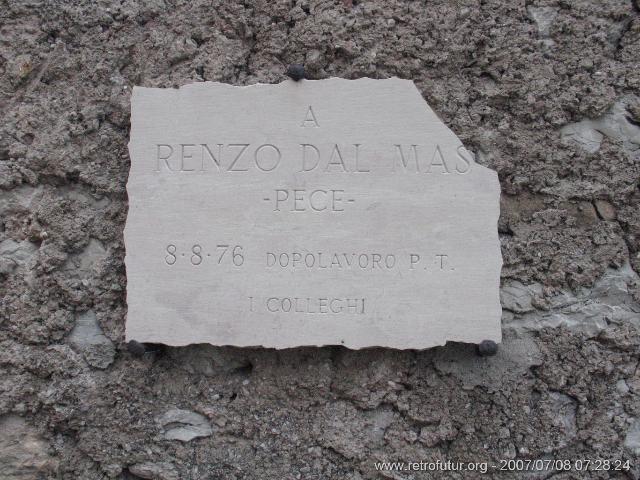 A
RENZO DAL MAS
-PECE-
8·8·76 DOPOLAVORO P. T.
I COLLEGHI
www.retrofutur.org - 2007/07/08 07:28:24